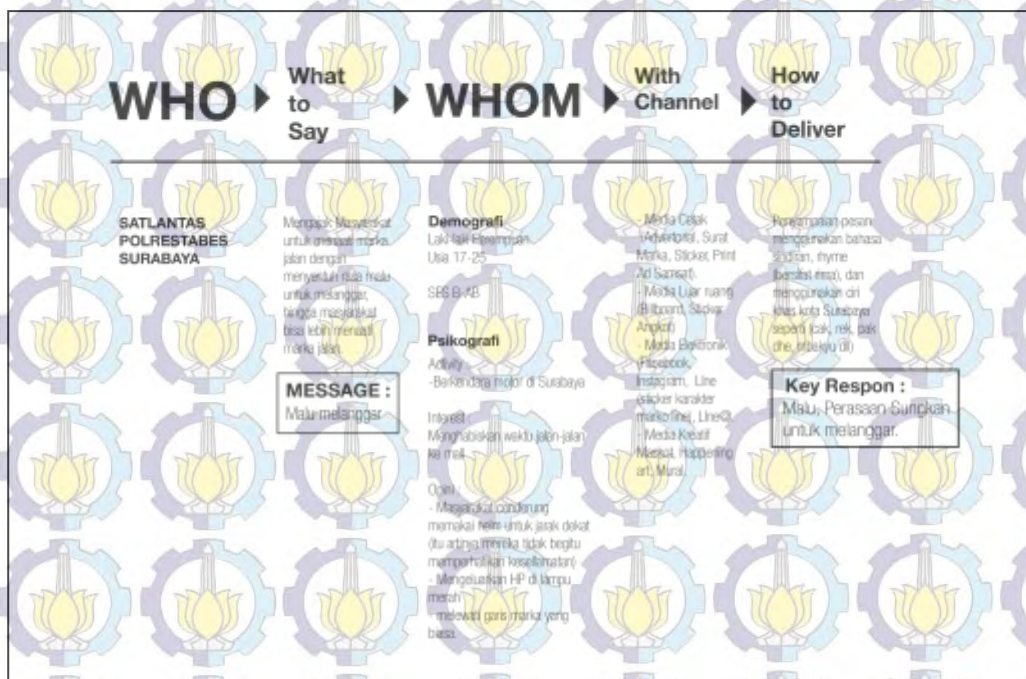 WHO
What
to
Say
WHOM
With
Channel
How
to
Deliver
SATLANTAS
POLRESTABES
SURABAYA
Mengajak Masyarakat
untuk menaati marka
jalan dengan
menyentuh rasa malu
untuk melanggar,
hingga masyarakat
bisa lebih menaati
marka jalan.
MESSAGE :
Malu melanggar
Demografi
Laki-laki Perempuan
Usia 17-25
SES B-AB
Psikografi
Activity :
-Berkendara motor di Surabaya
Interest :
Menghabiskan waktu jalan-jalan
ke mall
Opini :
- Masyarakat cenderung
memakai helm untuk jarak dekat
(itu artinya mereka tidak begitu
memperhatikan keselamatan)
- Mengeluarkan HP di lampu
merah
- melewati garis marka yang
biasa.
- Media Cetak
(Advertorial, Surat
Marka, Sticker, Print
Ad Samsat).
- Media Luar ruang
(Billboard, Sticker
Angkot)
- Media Elektronik
(Facebook,
Instagram, Line
(sticker karakter
marko line), Line@.
- Media Kreatif
Maskot, Happening
art, Mural.
Penyampaian pesan
menggunakan bahasa
sindiran, rhyme
(bersifat rima), dan
menggunakan ciri
khas kota Surabaya
seperti (cak, rek, pak
dhe, mbekyu dll)
Key Respon :
Malu, Perasaan Sungkan
untuk melanggar.